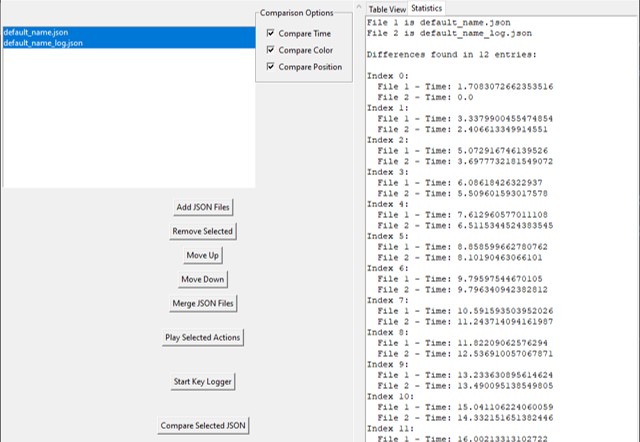 default_name.json
default_name_log.json
Comparison Options
Compare Time
Compare Color
Compare Position
Add JSON Files
Remove Selected
Move Up
Move Down
Merge JSON Files
Play Selected Actions
Start Key Logger
Compare Selected JSON
Table View Statistics
File 1 is default_name.json
File 2 is default_name_log.json
Differences found in 12 entries:
Index 0:
File 1 - Time: 1.7083072662353516
File 2 - Time: 0.0
Index 1:
File 1 - Time: 3.3379900455474854
File 2 - Time: 2.406613349914551
Index 2:
File 1 - Time: 5.072916746139526
File 2 - Time: 3.6977732181549072
Index 3:
File 1 - Time: 6.08618426322937
File 2 - Time: 5.509601593017578
Index 4:
File 1 - Time: 7.612960577011108
File 2 - Time: 6.5115344524383545
Index 5:
File 1 - Time: 8.858599662780762
File 2 - Time: 8.10190463066101
Index 6:
File 1 - Time: 9.79597544670105
File 2 - Time: 9.796340942382812
Index 7:
File 1 - Time: 10.591593503952026
File 2 - Time: 11.243714094161987
Index 8:
File 1 - Time: 11.82209062576294
File 2 - Time: 12.536910057067871
Index 9:
File 1 - Time: 13.233630895614624
File 2 - Time: 13.490095138549805
Index 10:
File 1 - Time: 15.041106224060059
File 2 - Time: 14.332151651382446
Index 11:
File 1 - Time: 16.00213313102722